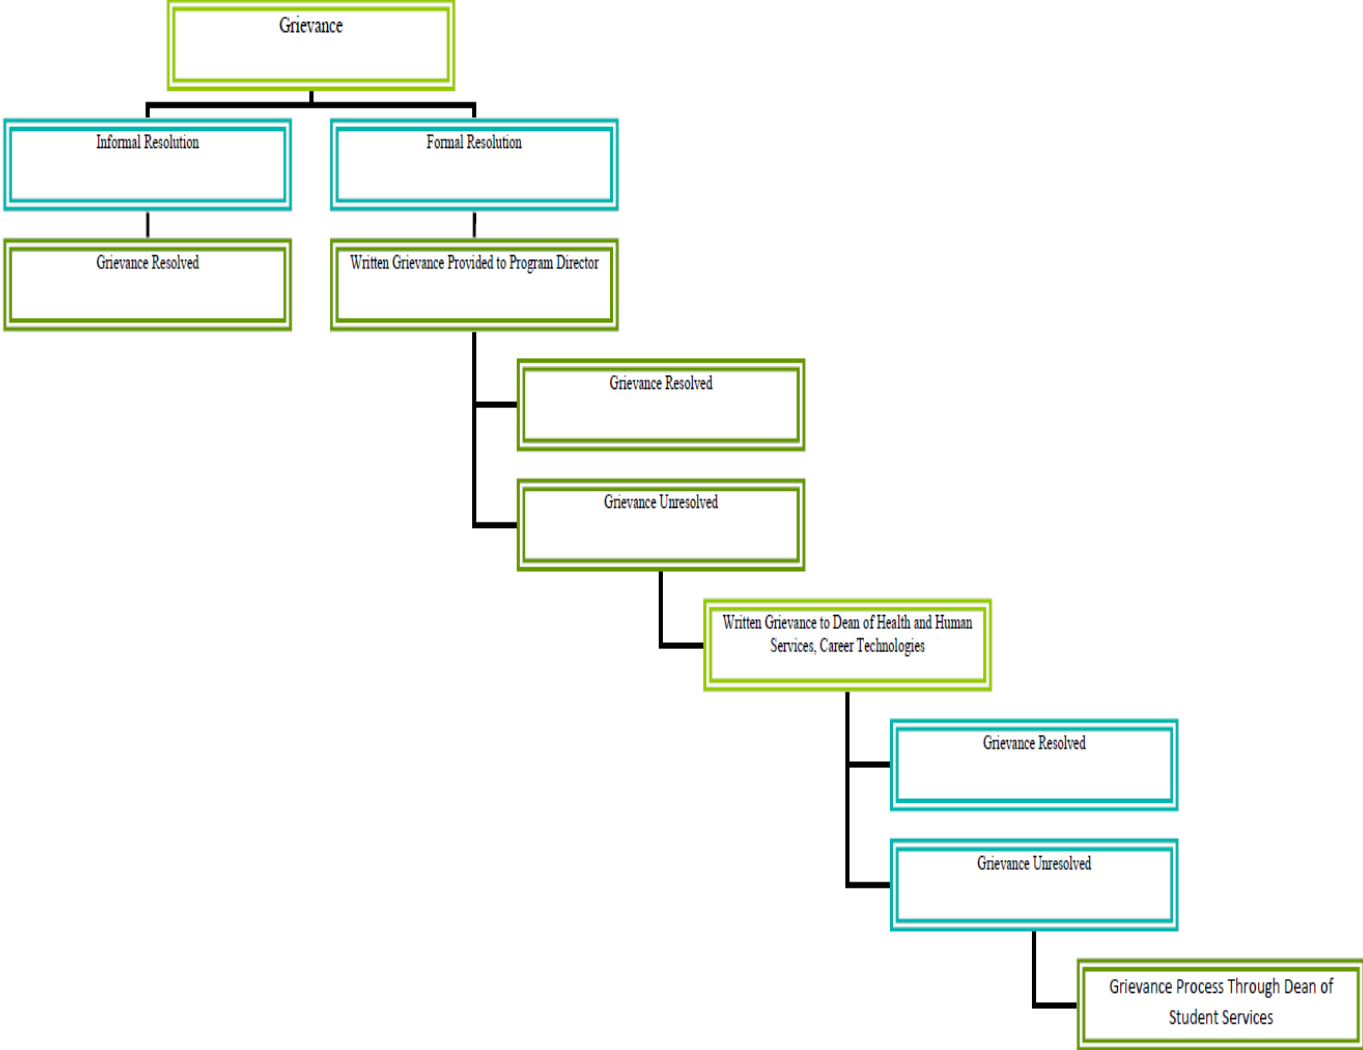 Grievance
Informal Resolution
Formal Resolution
Grievance Resolved
Written Grievance Provided to Program Director
Grievance Resolved
Grievance Unresolved
Written Grievance to Dean of Health and Human
Services, Career Technologies
Grievance Resolved
Grievance Unresolved
Grievance Process Through Dean of
Student Services